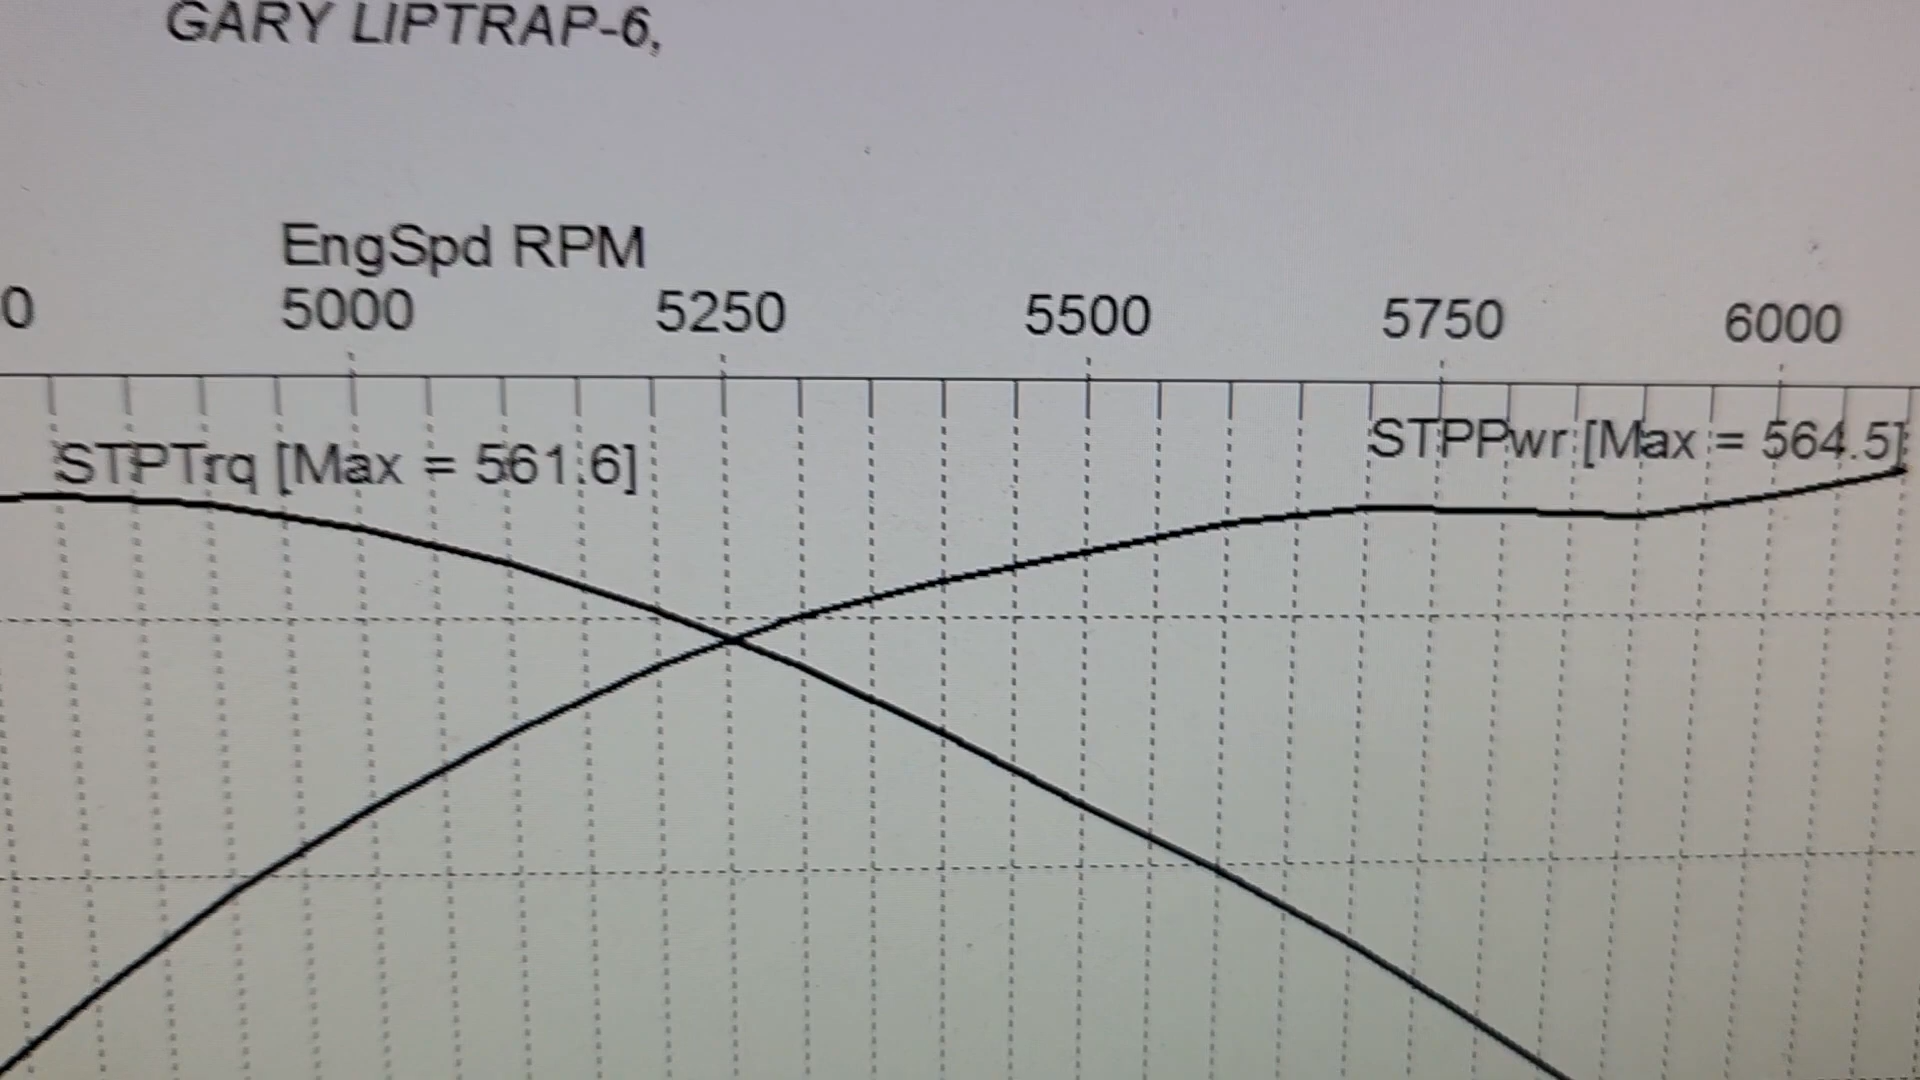 GARY LIPTRAP-6,
EngSpd RPM
0 5000 5250 5500 5750 6000
STPTrq [Max = 561.6] STPPwr [Max = 564.5]